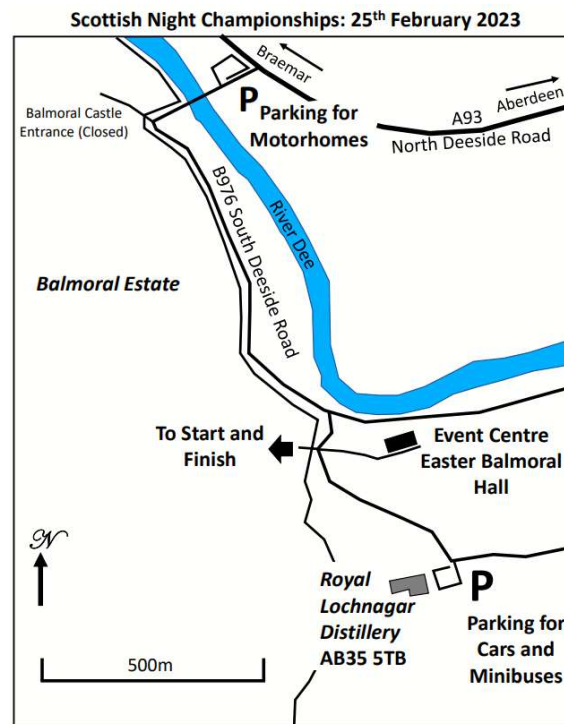 Scottish Night Championships: 25th February 2023
Braemar
Aberdeen
A93
North Deeside Road
Balmoral Castle
Entrance (Closed)
P
Parking for
Motorhomes
B976 South Deeside Road
River Dee
Balmoral Estate
To Start and
Finish
Event Centre
Easter Balmoral
Hall
N
Royal
Lochnagar
Distillery
AB35 5TB
P
Parking for
Cars and
Minibuses
500m